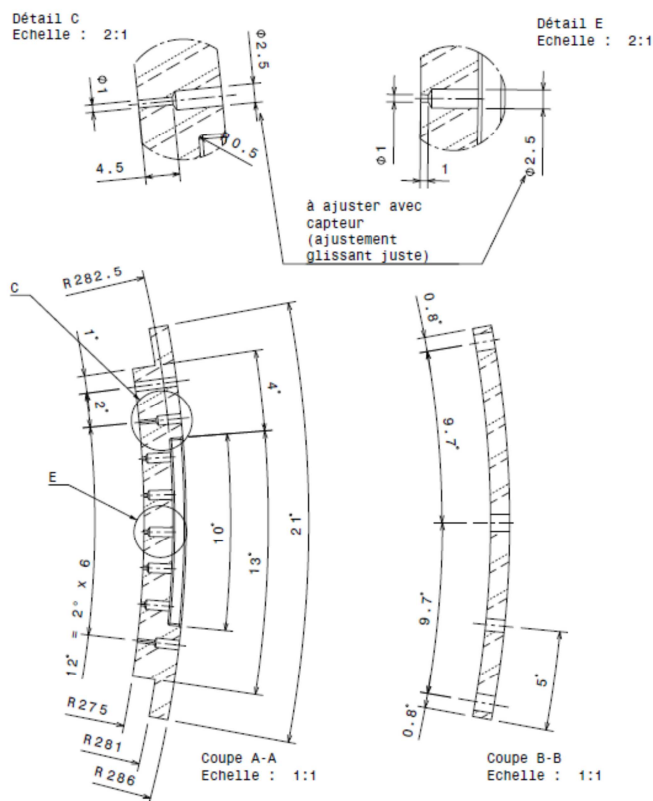 Détail C
Echelle : 2:1
Détail E
Echelle : 2:1
Φ1
Φ2.5
R0.5
4.5
Φ1
1
Φ2.5
à ajuster avec
capteur
(ajustement
glissant juste)
R282.5
C
1°
2°
4°
E
10°
13°
21°
12° = 2° x 6
R275
R281
R286
Coupe A-A
Echelle : 1:1
0.8°
9.7°
9.7°
5°
0.8°
Coupe B-B
Echelle : 1:1